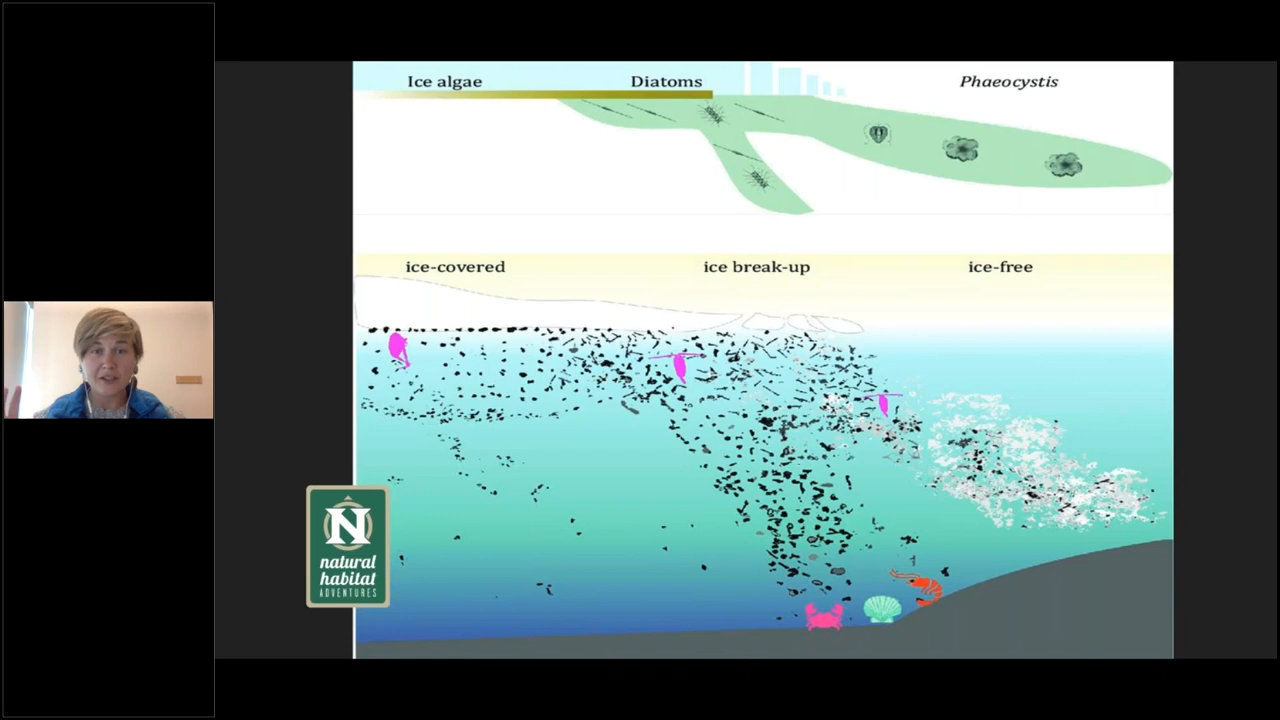 Ice algae
Diatoms
Phaeocystis
ice-covered
ice break-up
ice-free
N
natural
habitat
ADVENTURES